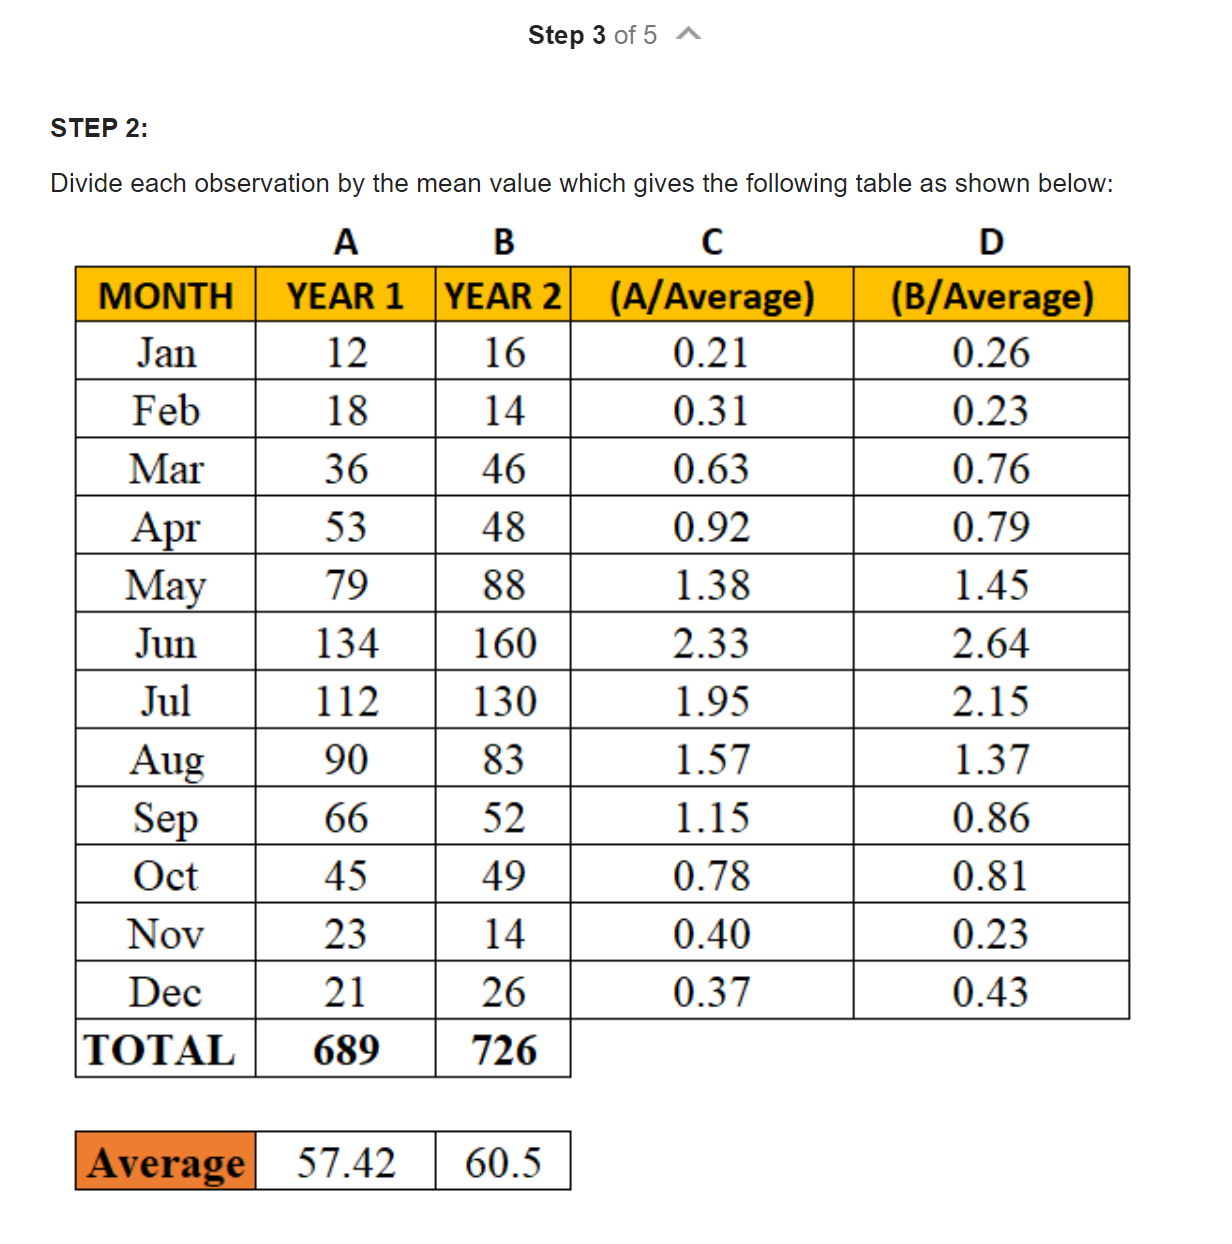 Step 3 of 5
STEP 2:
Divide each observation by the mean value which gives the following table as shown below:
A B C D
MONTH YEAR 1 YEAR 2 (A/Average) (B/Average)
Jan 12 16 0.21 0.26
Feb 18 14 0.31 0.23
Mar 36 46 0.63 0.76
Apr 53 48 0.92 0.79
May 79 88 1.38 1.45
Jun 134 160 2.33 2.64
Jul 112 130 1.95 2.15
Aug 90 83 1.57 1.37
Sep 66 52 1.15 0.86
Oct 45 49 0.78 0.81
Nov 23 14 0.40 0.23
Dec 21 26 0.37 0.43
TOTAL 689 726
Average 57.42 60.5